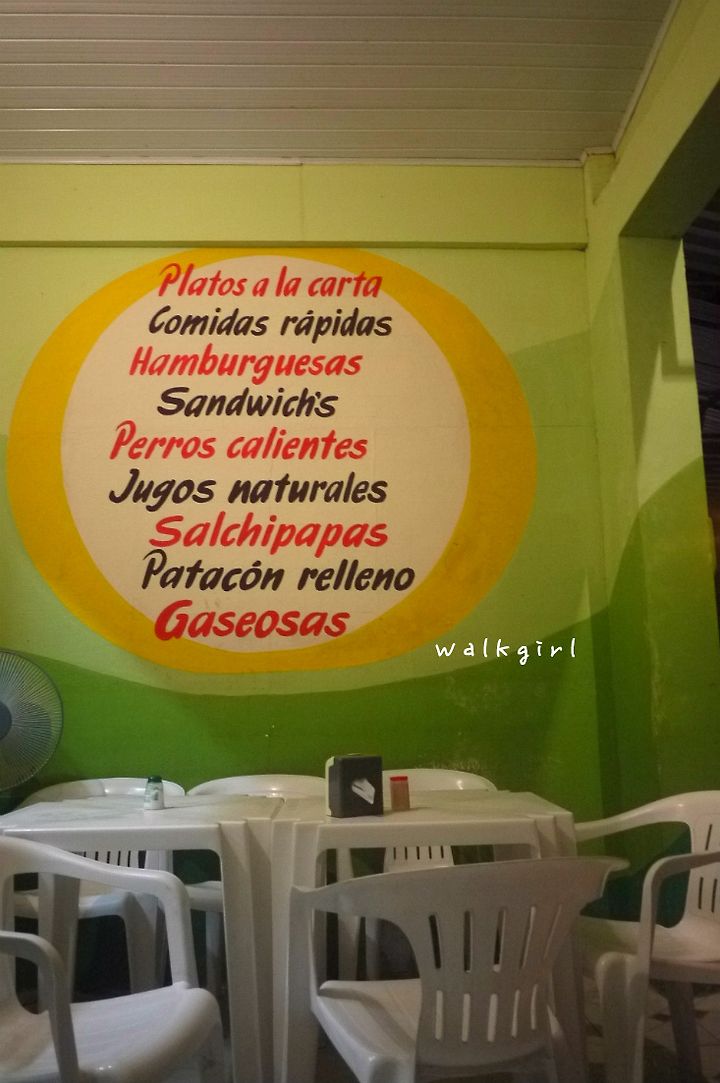 Platos a la carta
Comidas rápidas
Hamburguesas
Sandwich's
Perros calientes
Jugos naturales
Salchipapas
Patacón relleno
Gaseosas
walkgirl